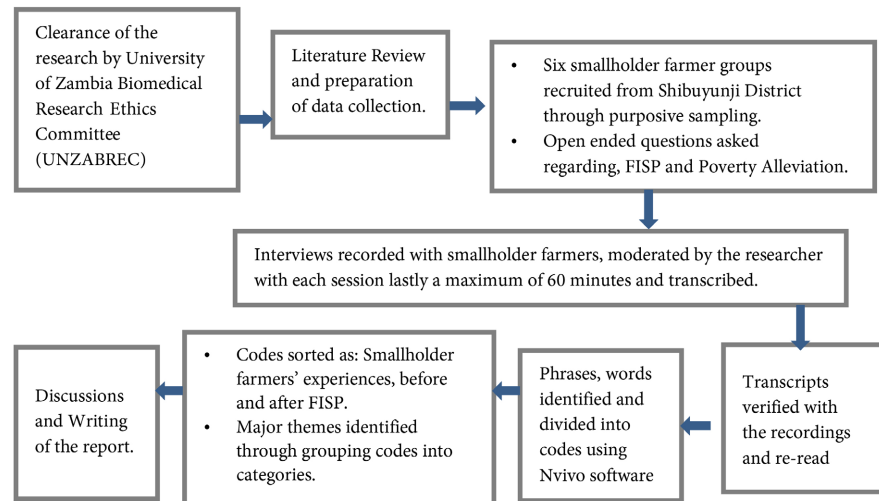 Clearance of the
research by University
of Zambia Biomedical
Research Ethics
Committee
(UNZABREC)
Literature Review
and preparation
of data collection.
• Six smallholder farmer groups
recruited from Shibuyunji District
through purposive sampling.
• Open ended questions asked
regarding, FISP and Poverty Alleviation.
Interviews recorded with smallholder farmers, moderated by the researcher
with each session lastly a maximum of 60 minutes and transcribed.
Transcripts
verified with
the recordings
and re-read
Phrases, words
identified and
divided into
codes using
Nvivo software
• Codes sorted as: Smallholder
farmers’ experiences, before
and after FISP.
• Major themes identified
through grouping codes into
categories.
Discussions
and Writing
of the report.